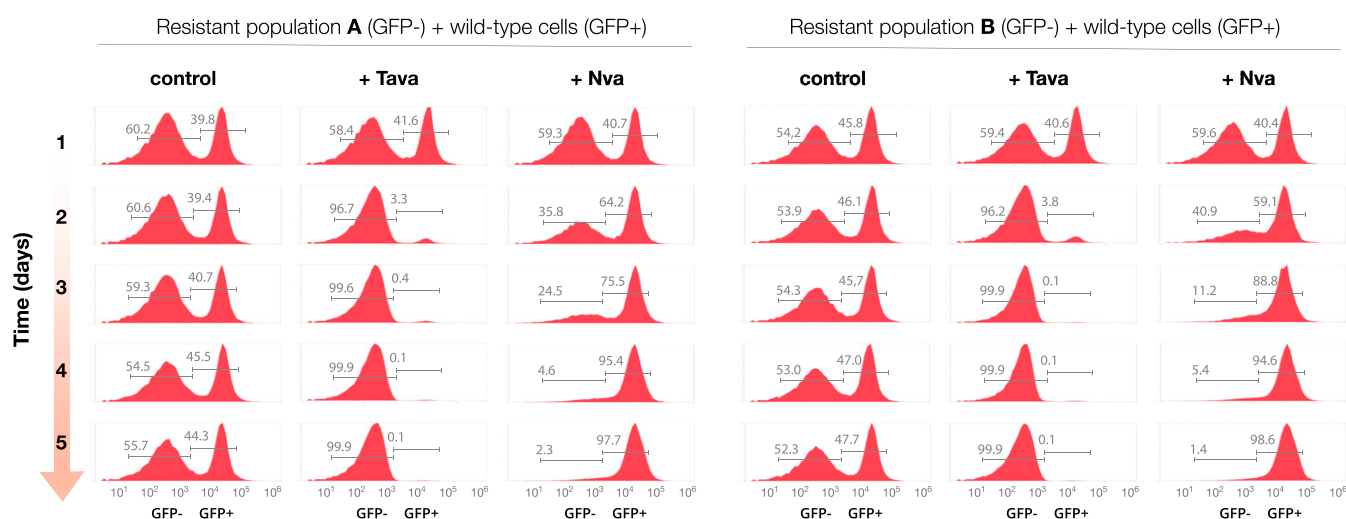 Resistant population A (GFP-) + wild-type cells (GFP+) Resistant population B (GFP-) + wild-type cells (GFP+)
control + Tava + Nva control + Tava + Nva
Time (days)
1 60.2 39.8 58.4 41.6 59.3 40.7 54,2 45.8 59.4 40.6 59.6 40.4
2 60.6 39.4 96.7 3.3 35.8 64.2 53.9 46.1 96.2 3.8 40.9 59.1
3 59.3 40.7 99.6 0.4 24.5 75.5 54.3 45,7 99.9 0.1 11.2 88.8
4 54.5 45.5 99.9 0.1 4.6 95.4 53.0 47.0 99.9 0.1 5.4 94.6
5 55.7 44.3 99.9 0.1 2.3 97.7 52.3 47.7 99.9 0.1 1.4 98.6
10¹ 10² 10³ 10⁴ 10⁵ 10⁶ 10¹ 10² 10³ 10⁴ 10⁵ 10⁶ 10¹ 10² 10³ 10⁴ 10⁵ 10⁶ 10¹ 10² 10³ 10⁴ 10⁵ 10⁶ 10¹ 10² 10³ 10⁴ 10⁵ 10⁶ 10¹ 10² 10³ 10⁴ 10⁵ 10⁶
GFP- GFP+ GFP- GFP+ GFP- GFP+ GFP- GFP+ GFP- GFP+ GFP- GFP+